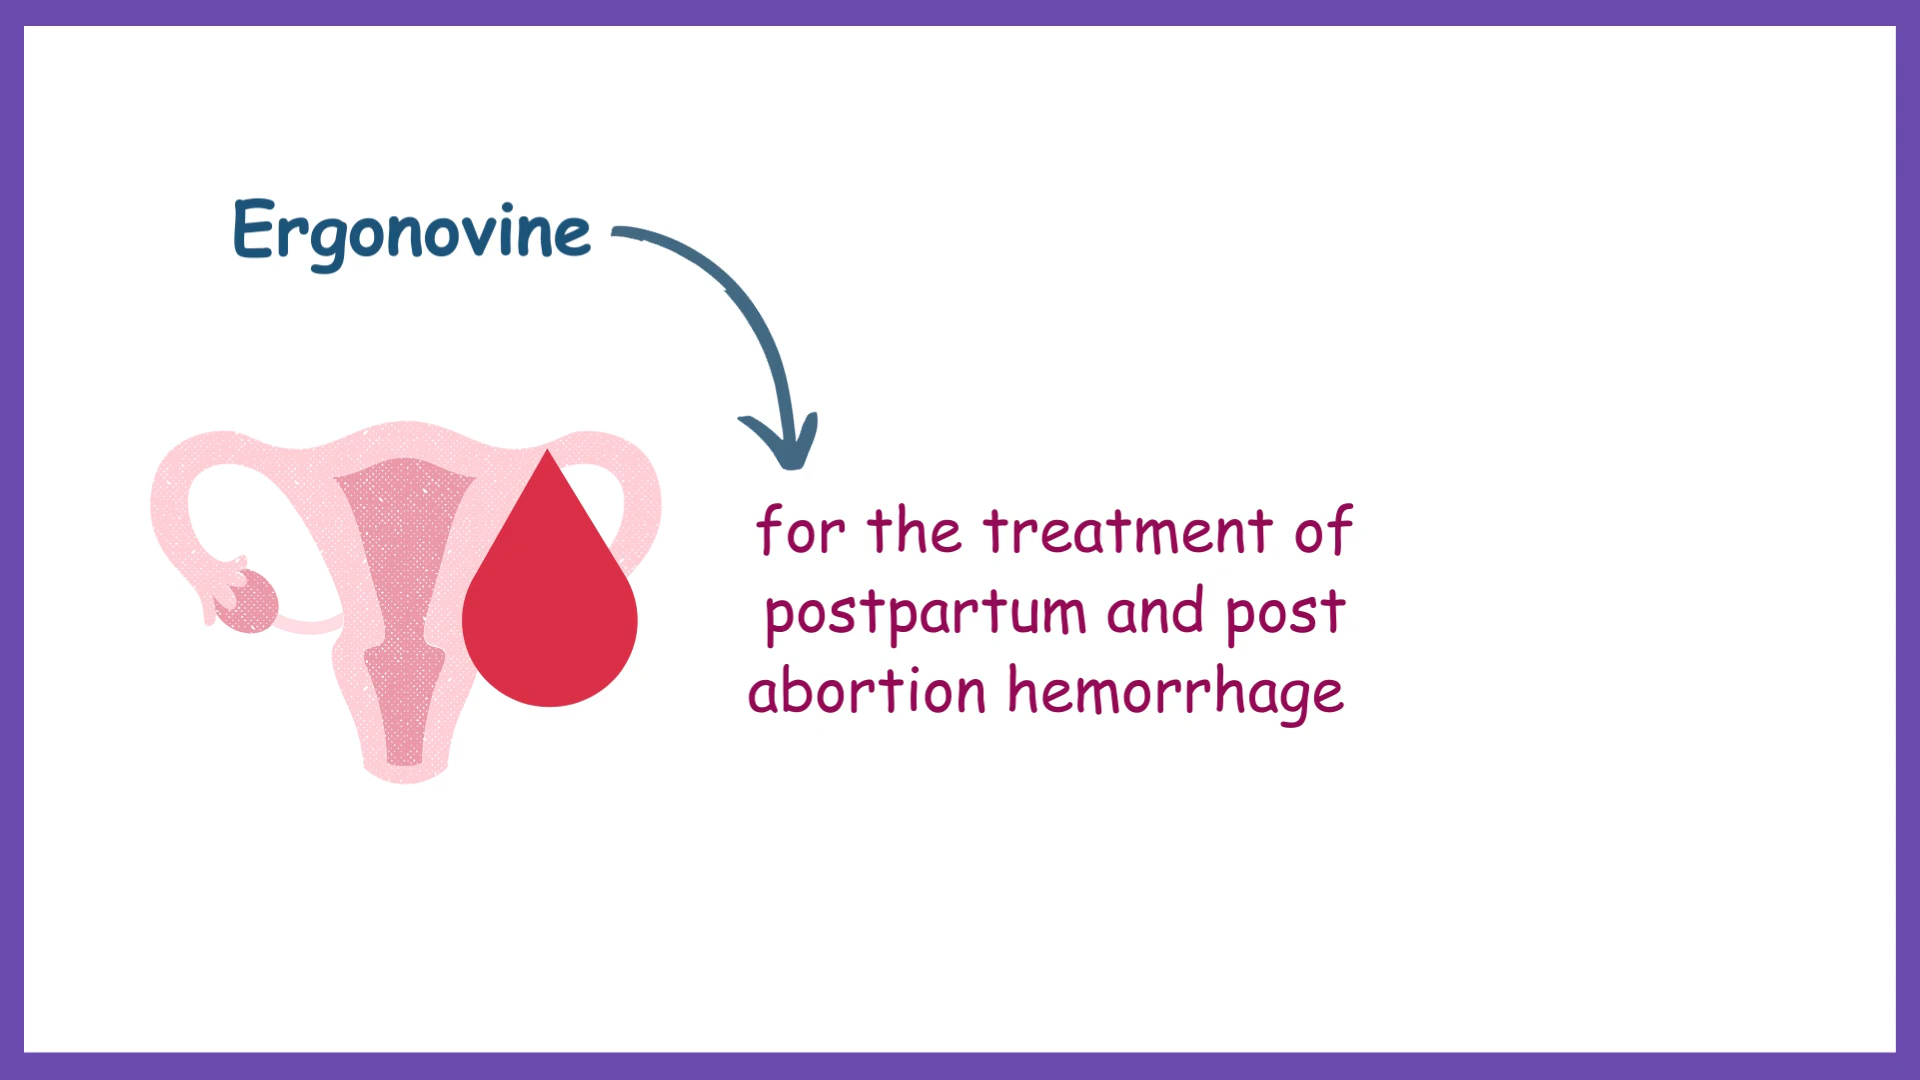 Ergonovine
for the treatment of
postpartum and post
abortion hemorrhage